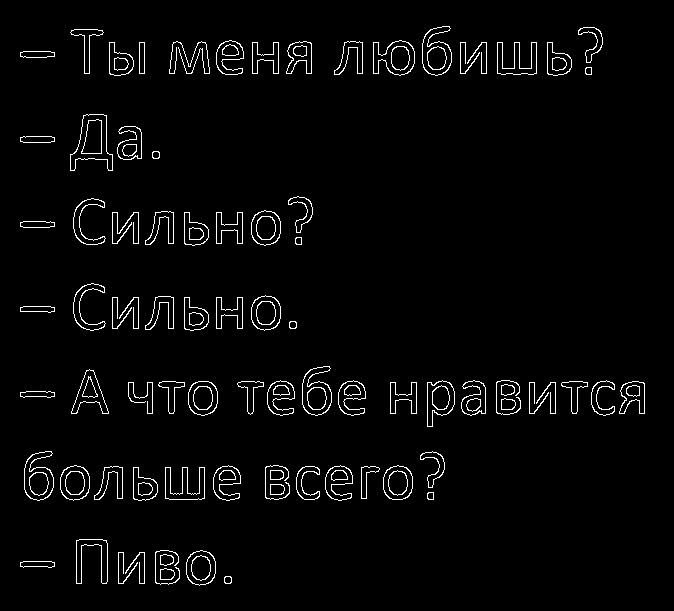 – Ты меня любишь?
– Да.
– Сильно?
– Сильно.
– А что тебе нравится
больше всего?
– Пиво.